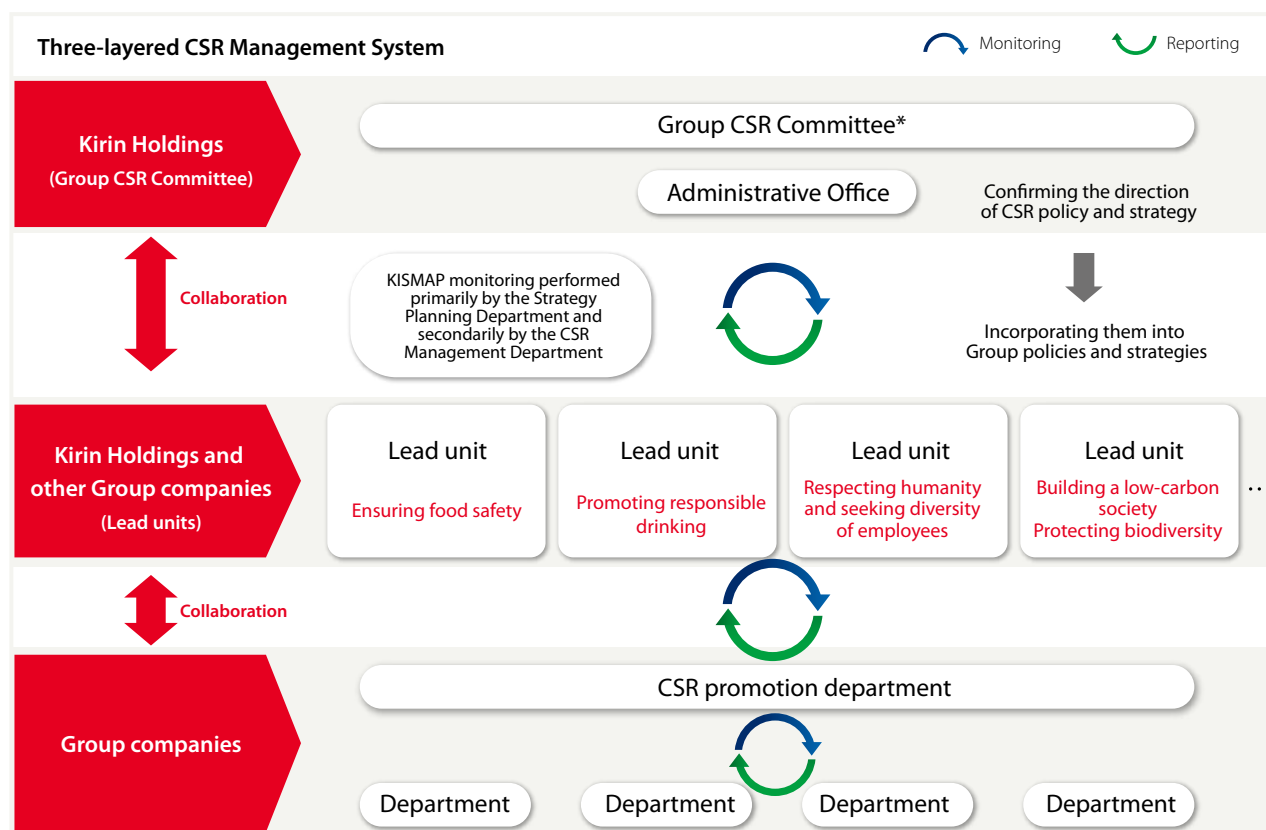 Three-layered CSR Management System
Monitoring
Reporting
Kirin Holdings
(Group CSR Committee)
Group CSR Committee*
Administrative Office
Confirming the direction
of CSR policy and strategy
Collaboration
KISMAP monitoring performed
primarily by the Strategy
Planning Department and
secondarily by the CSR
Management Department
Incorporating them into
Group policies and strategies
Kirin Holdings and
other Group companies
(Lead units)
Lead unit
Ensuring food safety
Lead unit
Promoting responsible
drinking
Lead unit
Respecting humanity
and seeking diversity
of employees
Lead unit
Building a low-carbon
society
Protecting biodiversity
..
Collaboration
Group companies
CSR promotion department
Department
Department
Department
Department